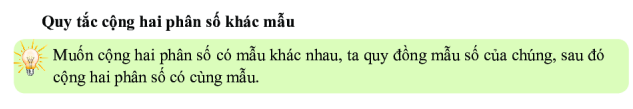 Quy tắc cộng hai phân số khác mẫu
Muốn cộng hai phân số có mẫu khác nhau, ta quy đồng mẫu số của chúng, sau đó
cộng hai phân số có cùng mẫu.